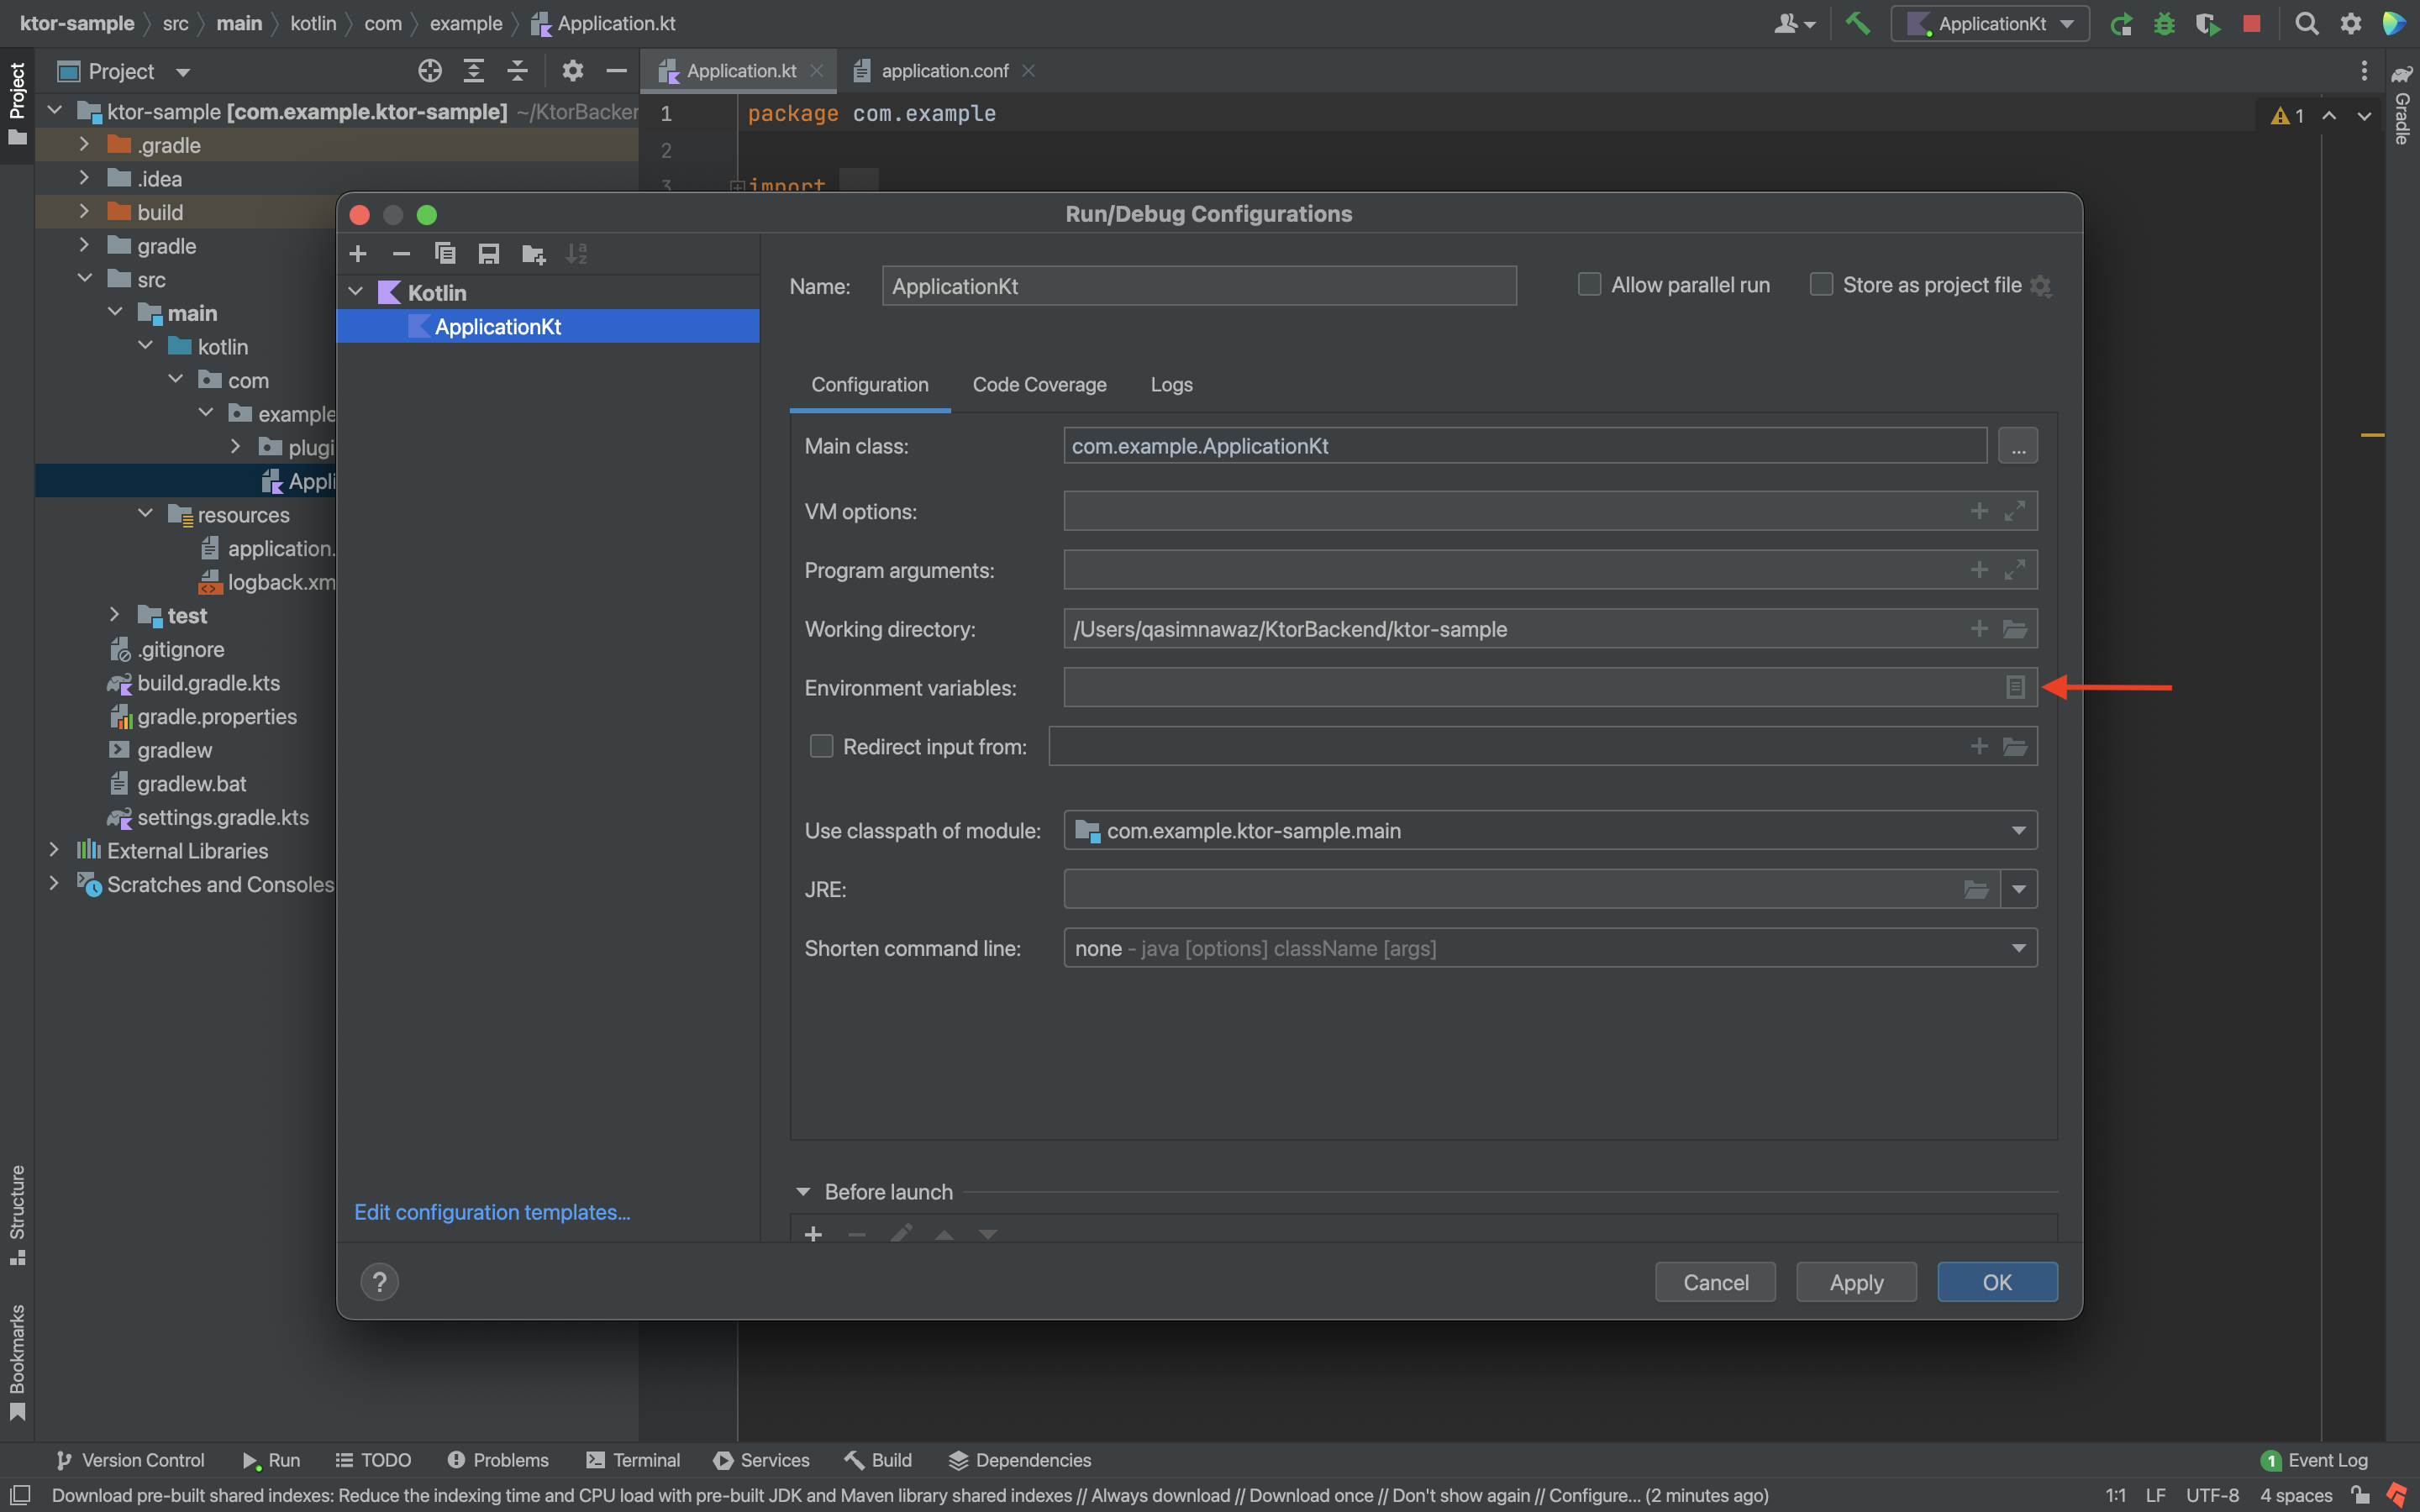 ktor-sample src main kotlin com example Application.kt
ApplicationKt
Project
Application.kt
application.conf
Project
Gradle
ktor-sample [com.example.ktor-sample] ~/KtorBacken
.gradle
.idea
build
gradle
src
main
kotlin
com
example
plugi
Appli
resources
application.
logback.xm
test
.gitignore
build.gradle.kts
gradle.properties
gradlew
gradlew.bat
settings.gradle.kts
External Libraries
Scratches and Consoles
1 package com.example
2
3 import
1
Run/Debug Configurations
Kotlin
ApplicationKt
Edit configuration templates...
Name: ApplicationKt
Allow parallel run
Store as project file
Configuration Code Coverage Logs
Main class: com.example.ApplicationKt ...
VM options:
Program arguments:
Working directory: /Users/qasimnawaz/KtorBackend/ktor-sample
Environment variables:
Redirect input from:
Use classpath of module: com.example.ktor-sample.main
JRE:
Shorten command line: none - java [options] className [args]
Before launch
? Cancel Apply OK
Structure
Bookmarks
Version Control Run TODO Problems Terminal Services Build Dependencies 1 Event Log
Download pre-built shared indexes: Reduce the indexing time and CPU load with pre-built JDK and Maven library shared indexes // Always download // Download once // Don't show again // Configure... (2 minutes ago) 1:1 LF UTF-8 4 spaces